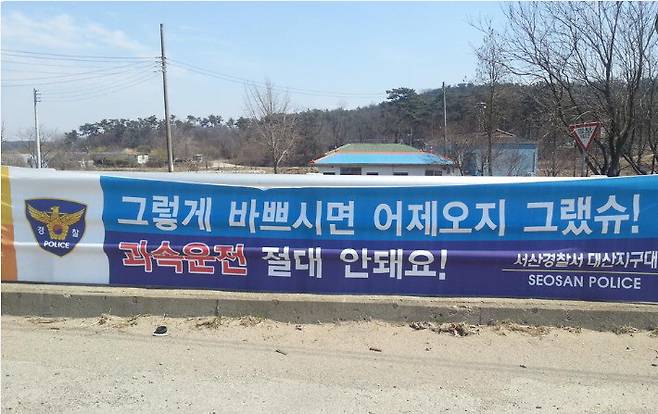 그렇게 바쁘시면 어제오지 그랬슈!
과속운전 절대 안돼요!
경찰
POLICE
서산경찰서 대산지구대
SEOSAN POLICE